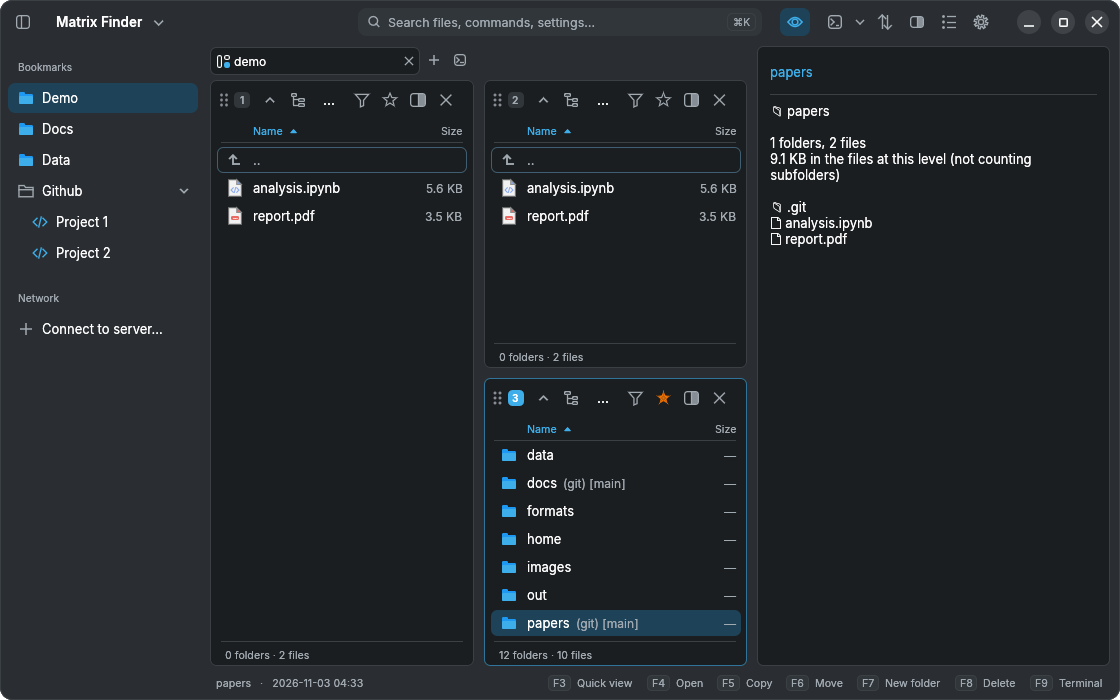 Matrix Finder
Search files, commands, settings...
⌘K
Bookmarks
Demo
Docs
Data
Github
Project 1
Project 2
Network
Connect to server...
demo
1
...
Name
Size
..
analysis.ipynb
5.6 KB
report.pdf
3.5 KB
0 folders · 2 files
2
...
Name
Size
..
analysis.ipynb
5.6 KB
report.pdf
3.5 KB
0 folders · 2 files
3
...
Name
Size
data —
docs (git) [main] —
formats —
home —
images —
out —
papers (git) [main] —
12 folders · 10 files
papers
papers
1 folders, 2 files
9.1 KB in the files at this level (not counting
subfolders)
.git
analysis.ipynb
report.pdf
papers · 2026-11-03 04:33
F3 Quick view F4 Open F5 Copy F6 Move F7 New folder F8 Delete F9 Terminal